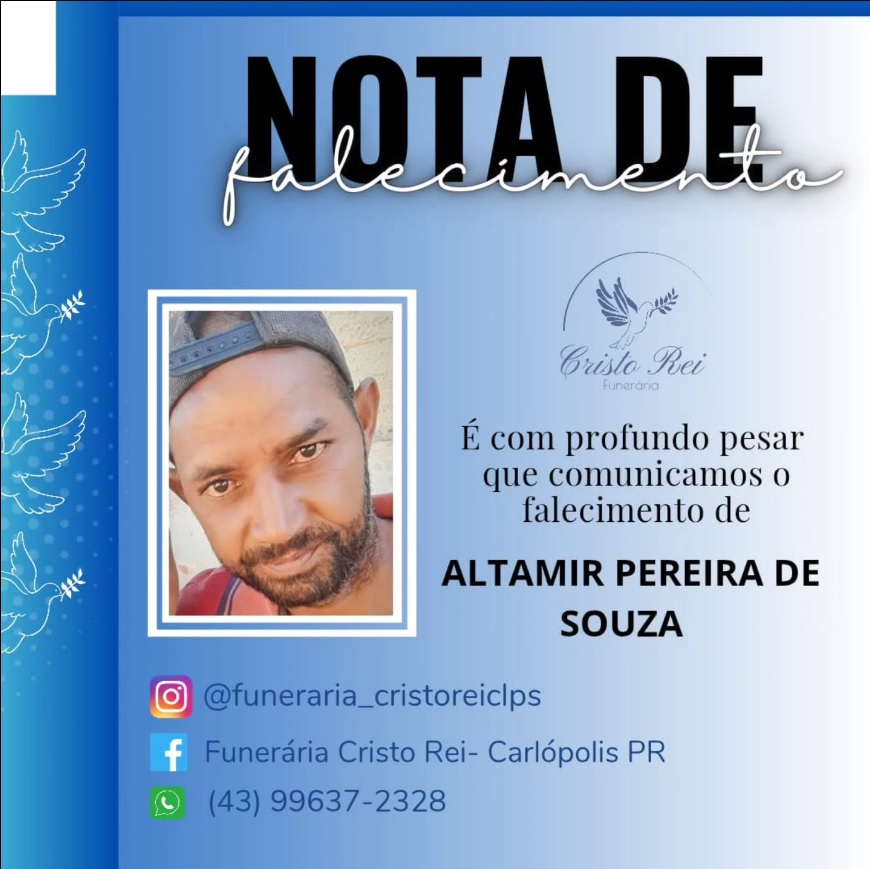 NOTA DE
falecimento
Cristo Rei
Funerária
É com profundo pesar
que comunicamos o
falecimento de
ALTAMIR PEREIRA DE
SOUZA
@funeraria_cristoreiclps
Funerária Cristo Rei- Carlópolis PR
(43) 99637-2328